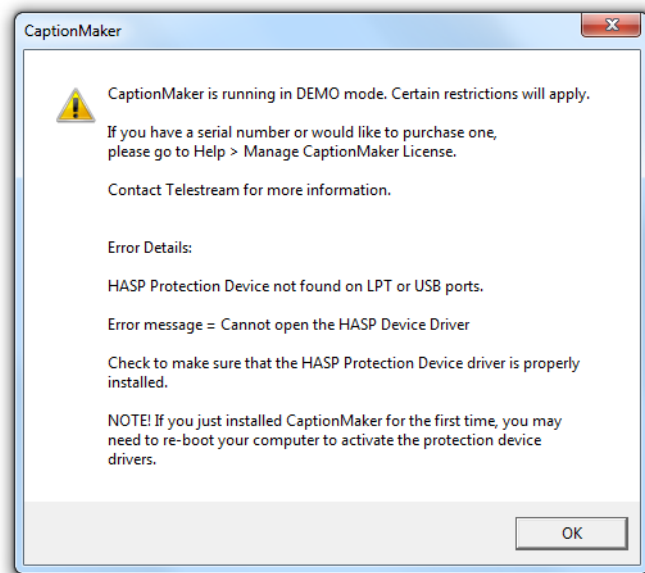 CaptionMaker
CaptionMaker is running in DEMO mode. Certain restrictions will apply.
If you have a serial number or would like to purchase one,
please go to Help > Manage CaptionMaker License.
Contact Telestream for more information.
Error Details:
HASP Protection Device not found on LPT or USB ports.
Error message = Cannot open the HASP Device Driver
Check to make sure that the HASP Protection Device driver is properly
installed.
NOTE! If you just installed CaptionMaker for the first time, you may
need to re-boot your computer to activate the protection device
drivers.
OK